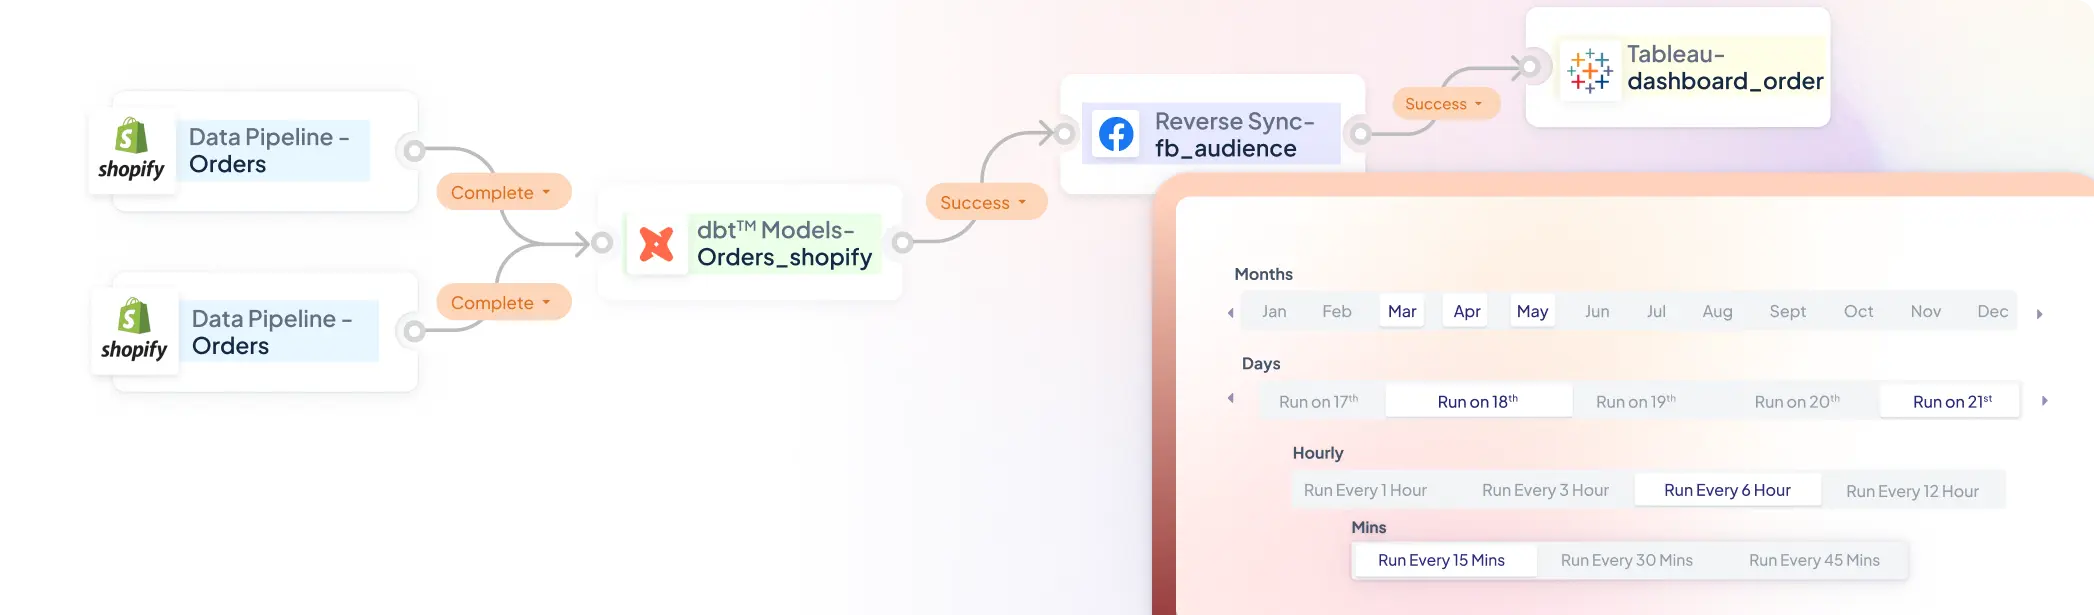 shopify
Data Pipeline -
Orders
Complete
shopify
Data Pipeline -
Orders
Complete
dbt™ Models-
Orders_shopify
Success
Reverse Sync-
fb_audience
Success
Tableau-
dashboard_order
Months
Jan Feb Mar Apr May Jun Jul Aug Sept Oct Nov Dec
Days
Run on 17th Run on 18th Run on 19th Run on 20th Run on 21st
Hourly
Run Every 1 Hour Run Every 3 Hour Run Every 6 Hour Run Every 12 Hour
Mins
Run Every 15 Mins Run Every 30 Mins Run Every 45 Mins